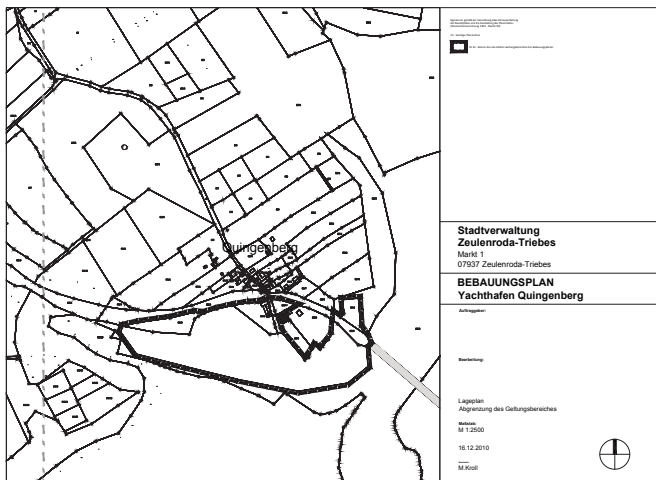 Quingenberg
Stadtverwaltung
Zeulenroda-Triebes
Markt 1
07937 Zeulenroda-Triebes
BEBAUUNGSPLAN
Yachthafen Quingenberg
Auftraggeber:
Bearbeitung:
Lageplan
Abgrenzung des Geltungsbereiches
Maßstab:
M 1:2500
16.12.2010
M.Kroll